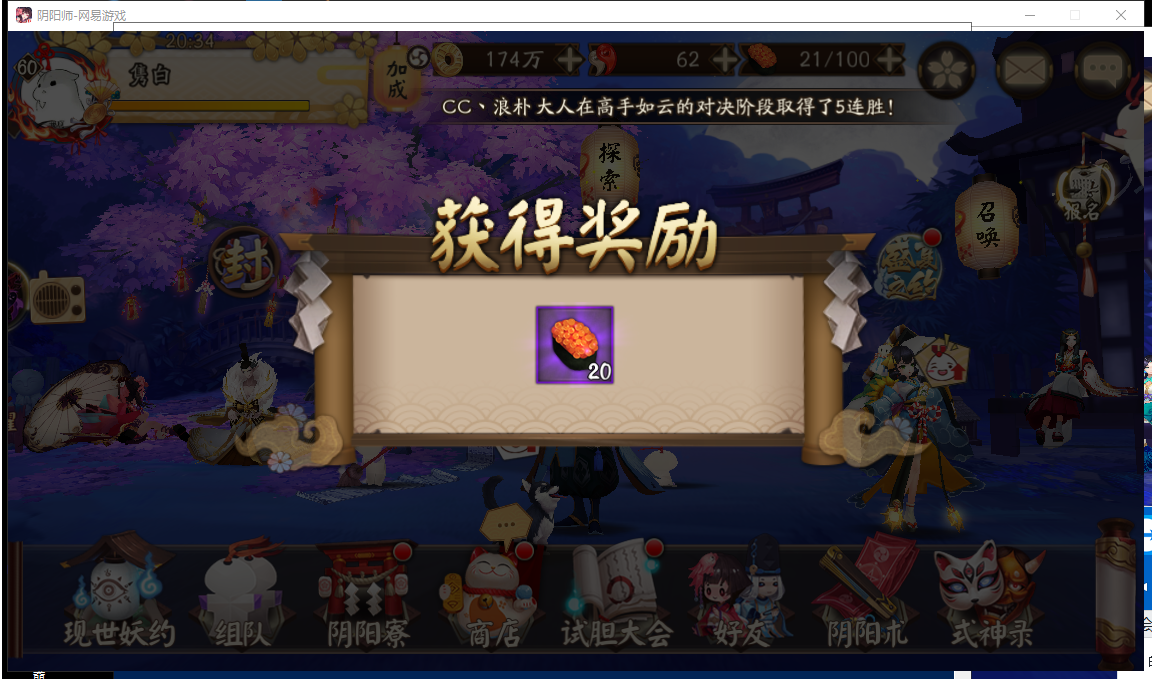 阴阳师-网易游戏
20:34
60
隽白
加成
174万
62
21/100
CC丶浪朴大人在高手如云的对决阶段取得了5连胜！
探索
召唤
报名
封
获得奖励
20
现世妖约
组队
阴阳寮
商店
试胆大会
好友
阴阳术
式神录